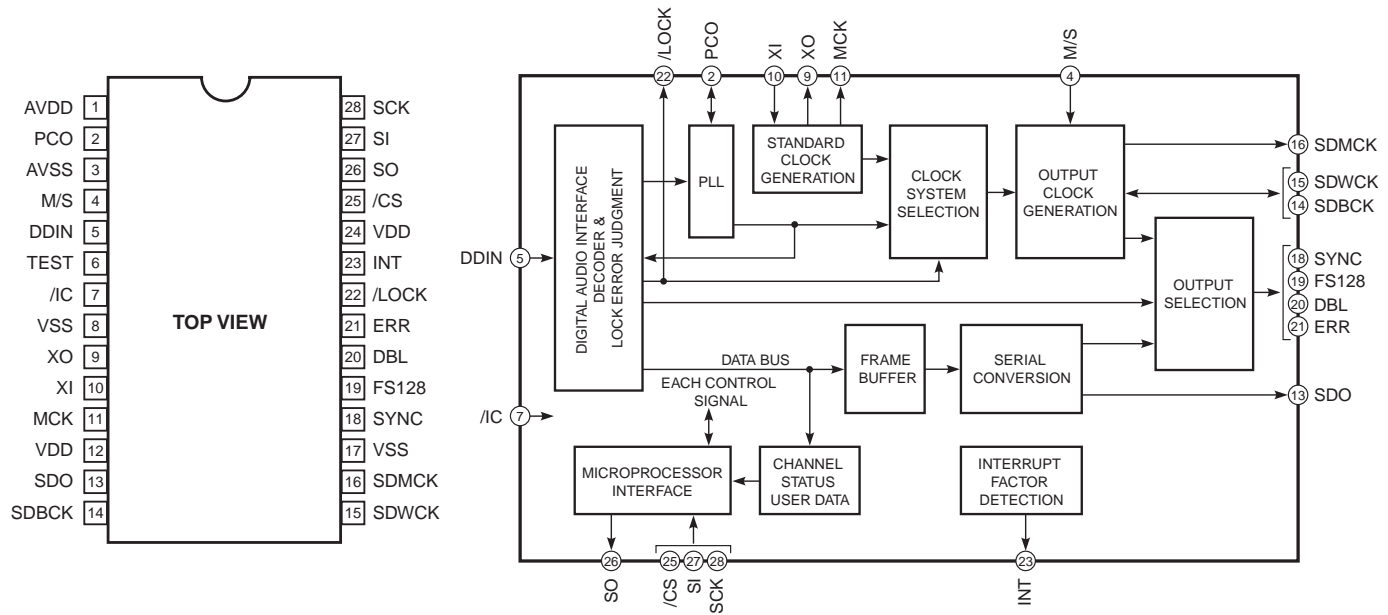 AVDD 1
PCO 2
AVSS 3
M/S 4
DDIN 5
TEST 6
/IC 7
VSS 8
XO 9
XI 10
MCK 11
VDD 12
SDO 13
SDBCK 14
TOP VIEW
28 SCK
27 SI
26 SO
25 /CS
24 VDD
23 INT
22 /LOCK
21 ERR
20 DBL
19 FS128
18 SYNC
17 VSS
16 SDMCK
15 SDWCK
/LOCK
22
PCO
2
XI
10
XO
9
MCK
11
M/S
4
DDIN 5
/IC 7
DIGITAL AUDIO INTERFACE
DECODER &
LOCK ERROR JUDGMENT
PLL
STANDARD
CLOCK
GENERATION
CLOCK
SYSTEM
SELECTION
OUTPUT
CLOCK
GENERATION
OUTPUT
SELECTION
DATA BUS
EACH CONTROL
SIGNAL
FRAME
BUFFER
SERIAL
CONVERSION
MICROPROCESSOR
INTERFACE
CHANNEL
STATUS
USER DATA
INTERRUPT
FACTOR
DETECTION
16 SDMCK
15 SDWCK
14 SDBCK
18 SYNC
19 FS128
20 DBL
21 ERR
13 SDO
26
SO
25
/CS
27
SI
28
SCK
23
INT